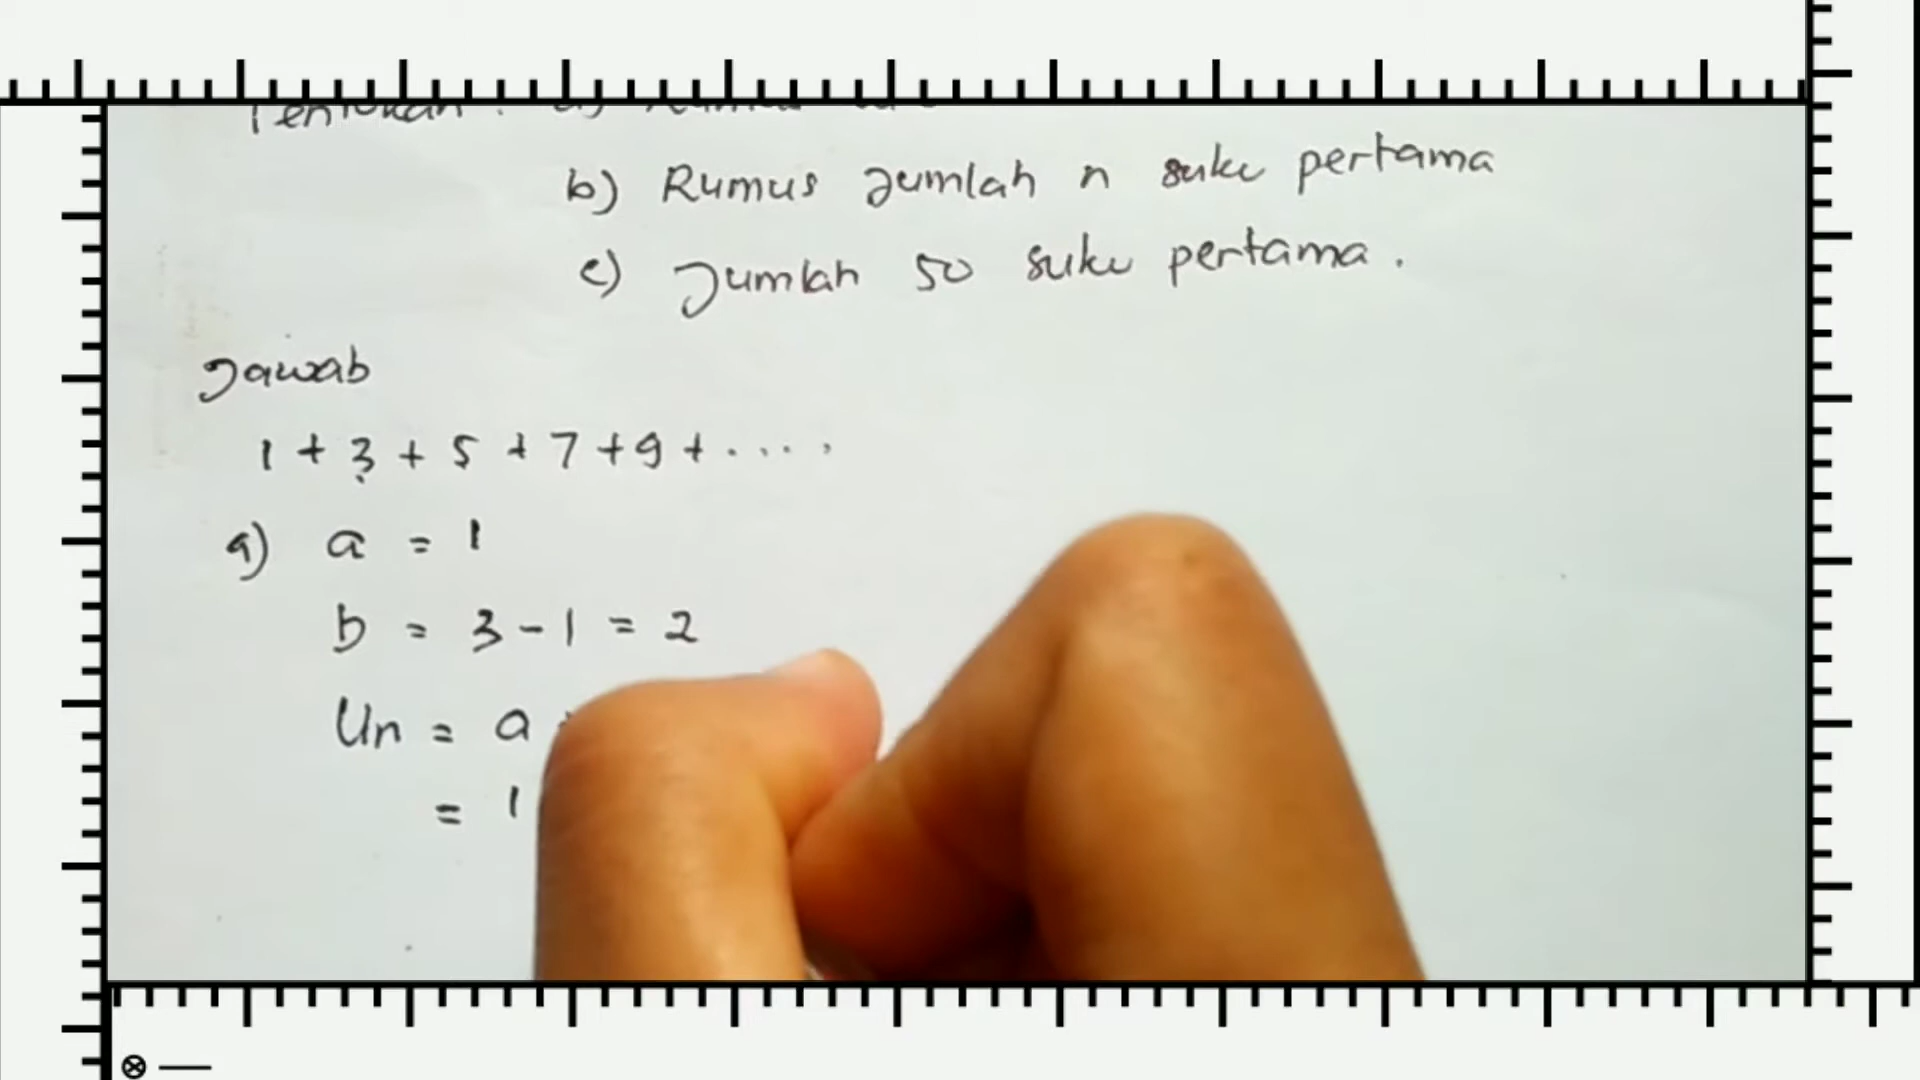 Tentukan :
b) Rumus Jumlah n suku pertama
c) Jumlah 50 suku pertama.
Jawab
1 + 3 + 5 + 7 + 9 + ....
a) a = 1
b = 3 - 1 = 2
Un = a
= 1